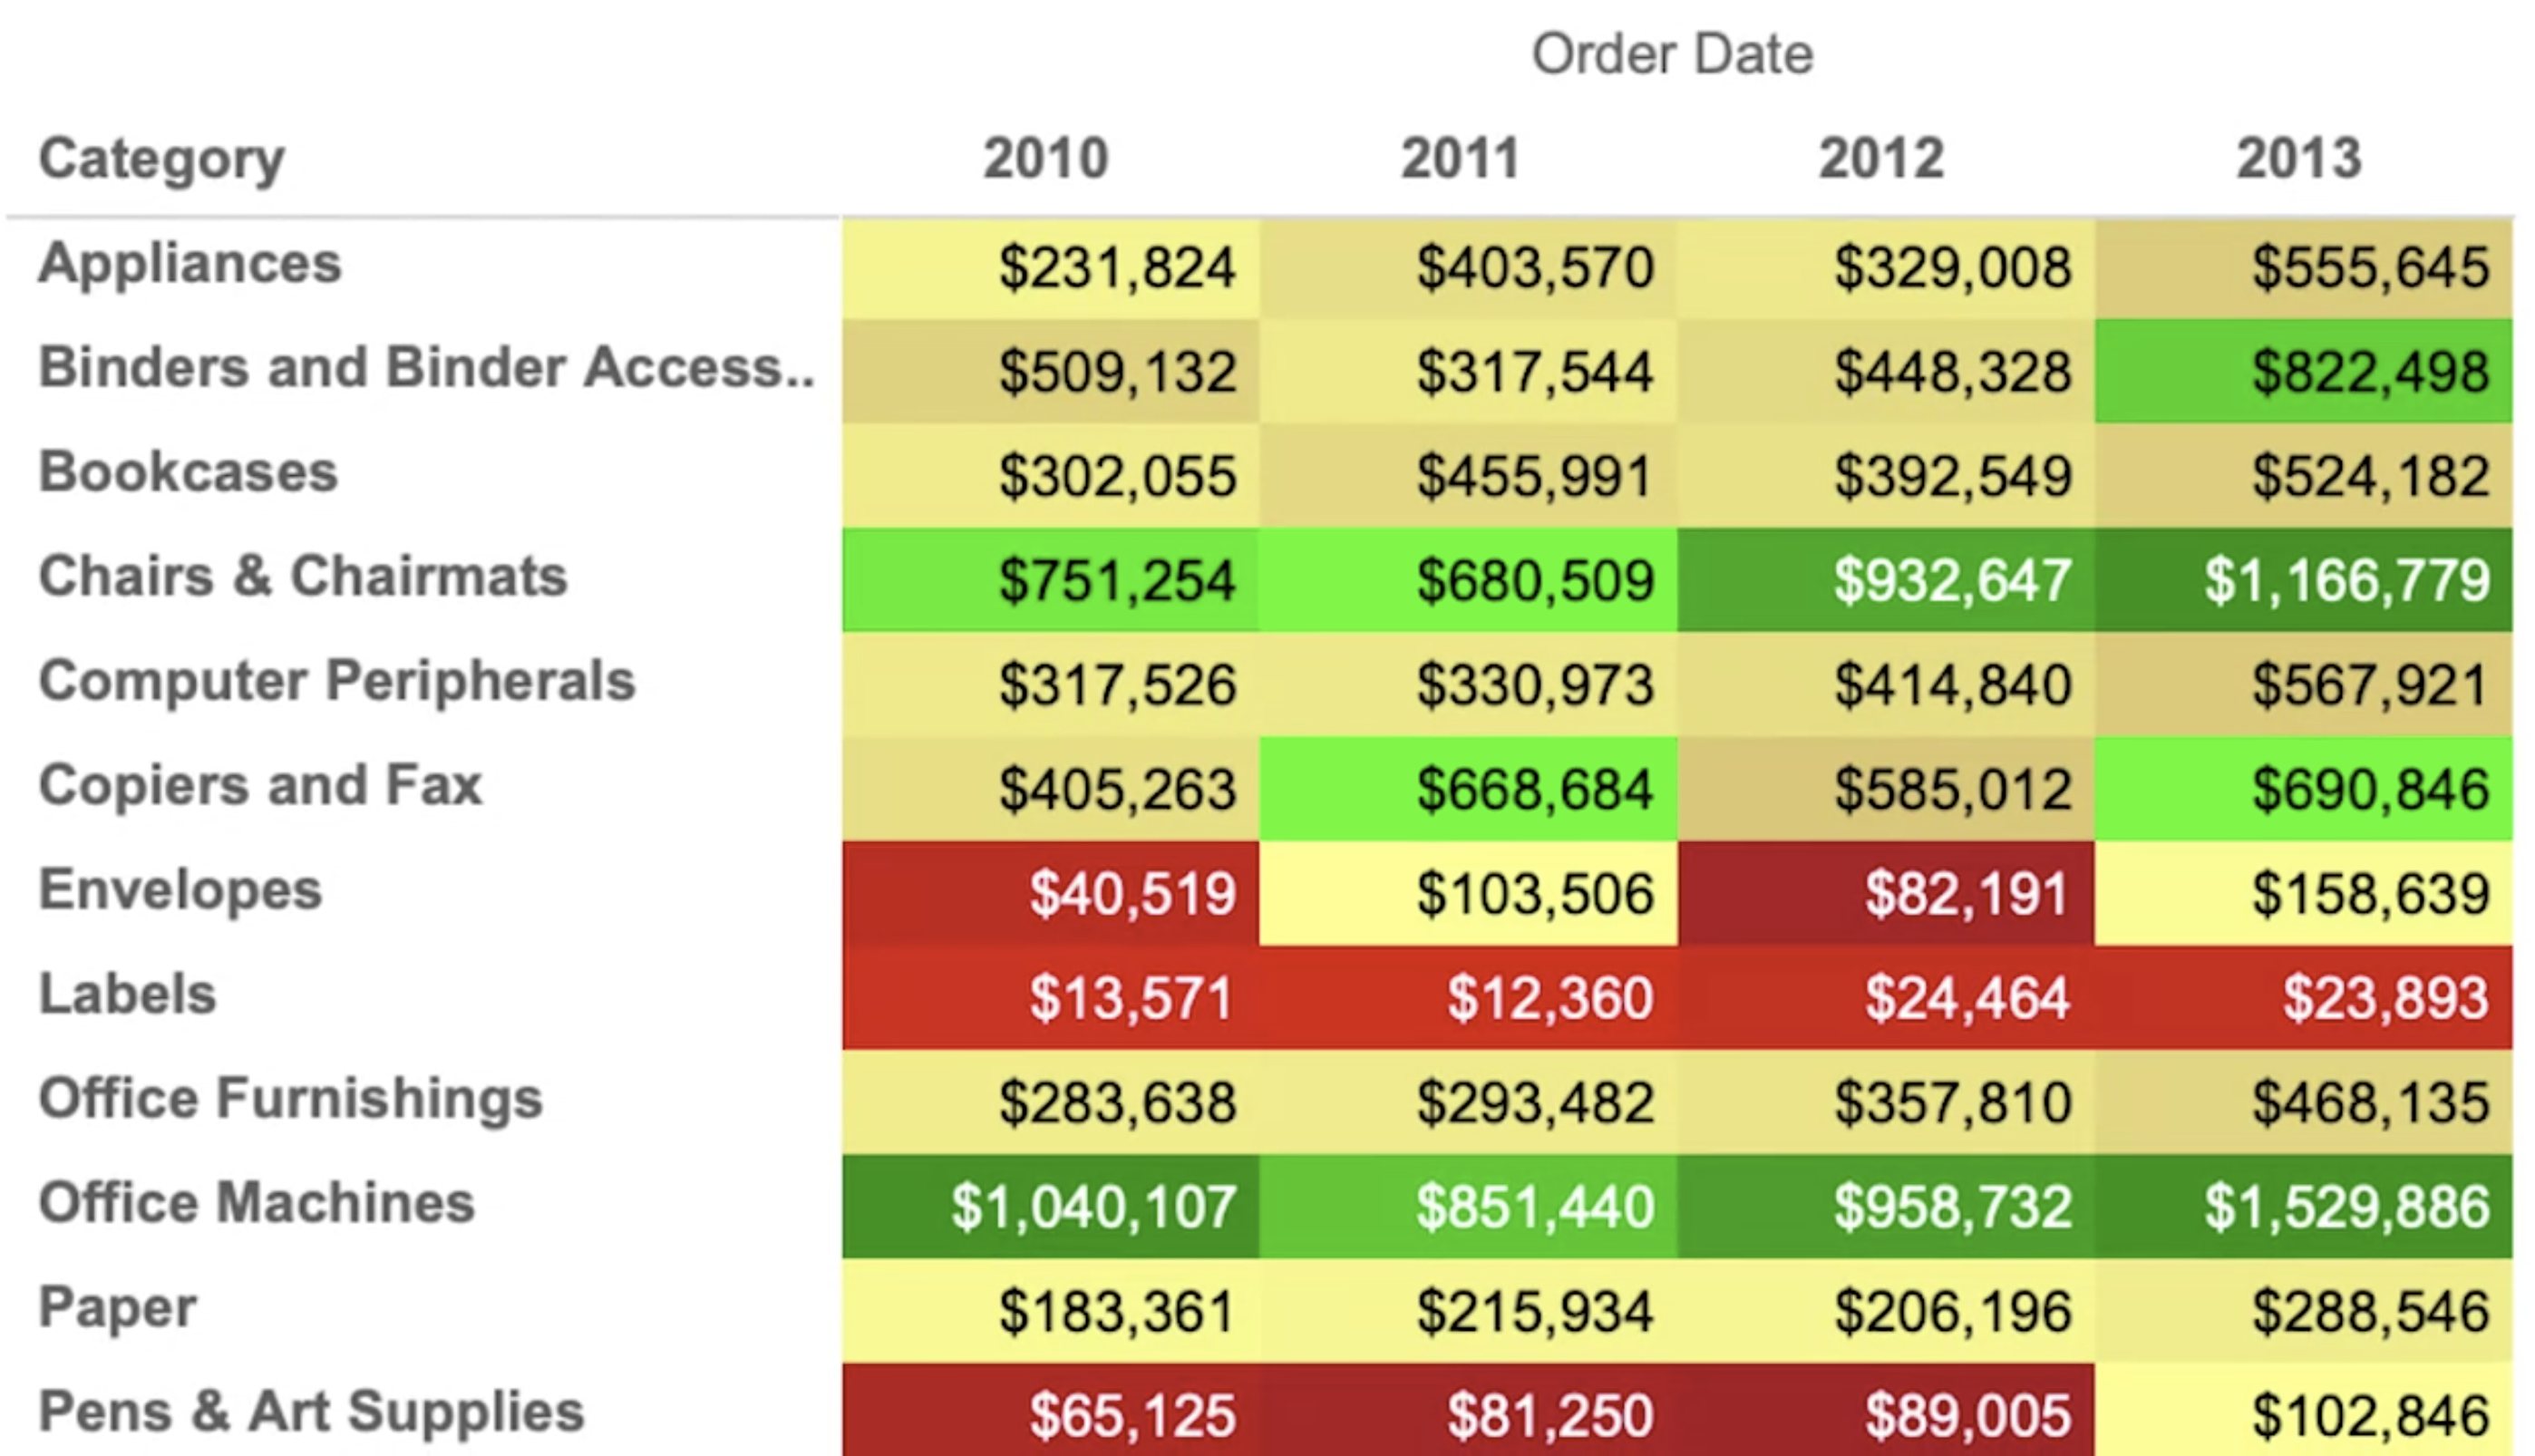 Order Date
Category 2010 2011 2012 2013
Appliances $231,824 $403,570 $329,008 $555,645
Binders and Binder Access.. $509,132 $317,544 $448,328 $822,498
Bookcases $302,055 $455,991 $392,549 $524,182
Chairs & Chairmats $751,254 $680,509 $932,647 $1,166,779
Computer Peripherals $317,526 $330,973 $414,840 $567,921
Copiers and Fax $405,263 $668,684 $585,012 $690,846
Envelopes $40,519 $103,506 $82,191 $158,639
Labels $13,571 $12,360 $24,464 $23,893
Office Furnishings $283,638 $293,482 $357,810 $468,135
Office Machines $1,040,107 $851,440 $958,732 $1,529,886
Paper $183,361 $215,934 $206,196 $288,546
Pens & Art Supplies $65,125 $81,250 $89,005 $102,846